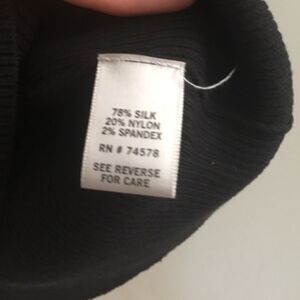 78% SILK
20% NYLON
2% SPANDEX
RN # 74578
SEE REVERSE
FOR CARE